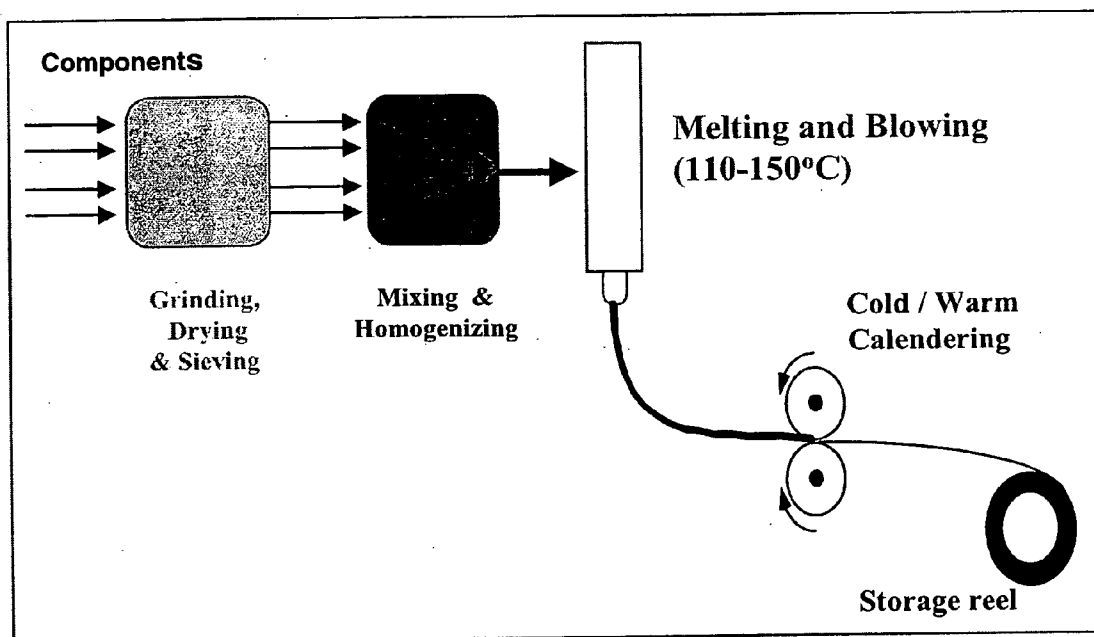 Components
Grinding,
Drying
& Sieving
Mixing &
Homogenizing
Melting and Blowing
(110-150°C)
Cold / Warm
Calendering
Storage reel